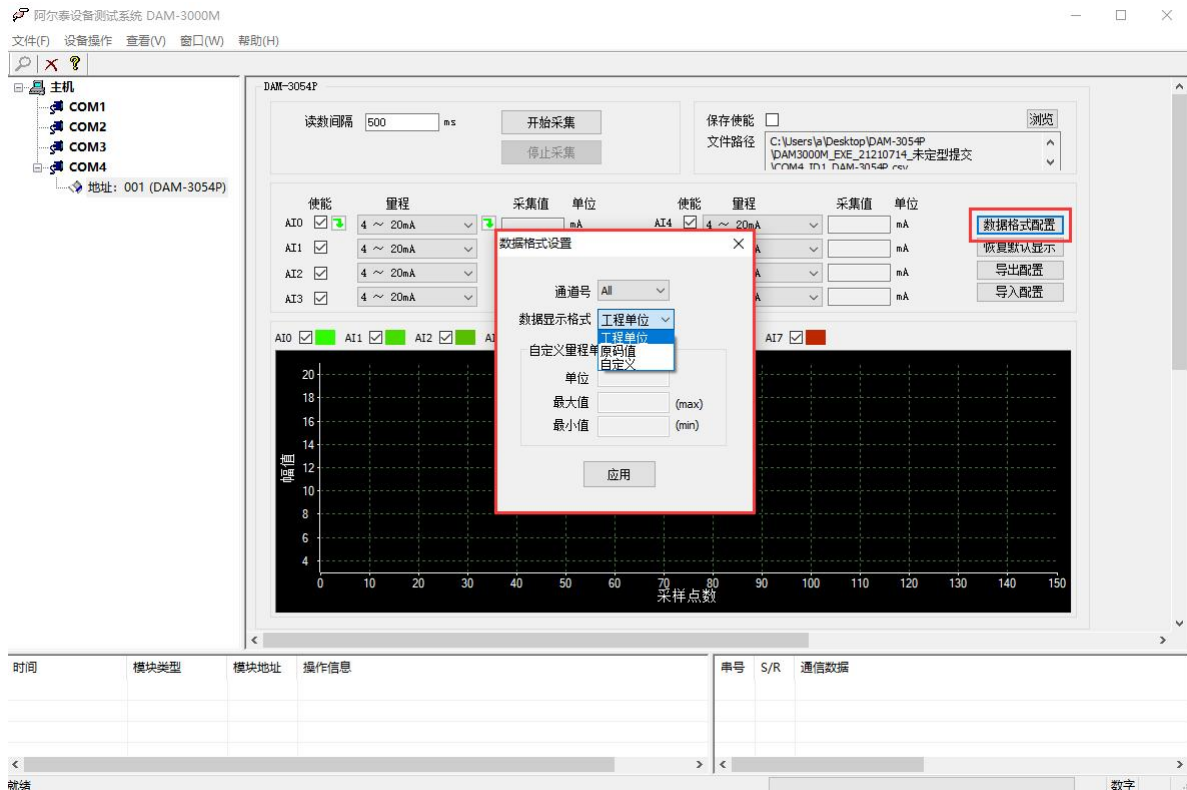 阿尔泰设备测试系统 DAM-3000M
文件(F) 设备操作 查看(V) 窗口(W) 帮助(H)
主机
COM1
COM2
COM3
COM4
地址: 001 (DAM-3054P)
DAM-3054P
读数间隔 500 ms
开始采集
停止采集
保存使能
浏览
文件路径
C:\Users\a\Desktop\DAM-3054P
\DAM3000M_EXE_21210714_未定型提交
\COM4_ID1_DAM-3054P.csv
使能 量程 采集值 单位 使能 量程 采集值 单位
AI0 4 ~ 20mA mA AI4 4 ~ 20mA mA
AI1 4 ~ 20mA A mA
AI2 4 ~ 20mA A mA
AI3 4 ~ 20mA A mA
数据格式配置
恢复默认显示
导出配置
导入配置
数据格式设置
通道号 All
数据显示格式 工程单位
工程单位
原码值
自定义
自定义量程单
单位
最大值 (max)
最小值 (min)
应用
AI0 AI1 AI2 AI AI7
幅值
20
18
16
14
12
10
8
6
4
0 10 20 30 40 50 60 70 80 90 100 110 120 130 140 150
采样点数
时间 模块类型 模块地址 操作信息
串号 S/R 通信数据
就绪
数字